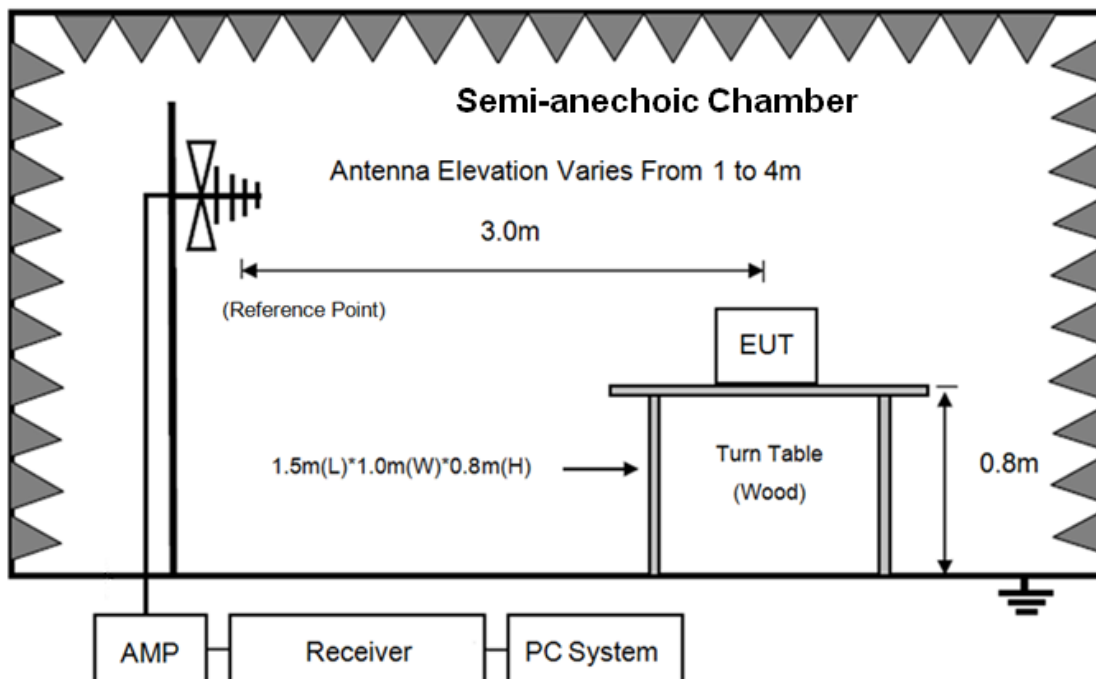 Semi-anechoic Chamber
Antenna Elevation Varies From 1 to 4m
3.0m
(Reference Point)
EUT
1.5m(L)*1.0m(W)*0.8m(H)
Turn Table
(Wood)
0.8m
AMP
Receiver
PC System